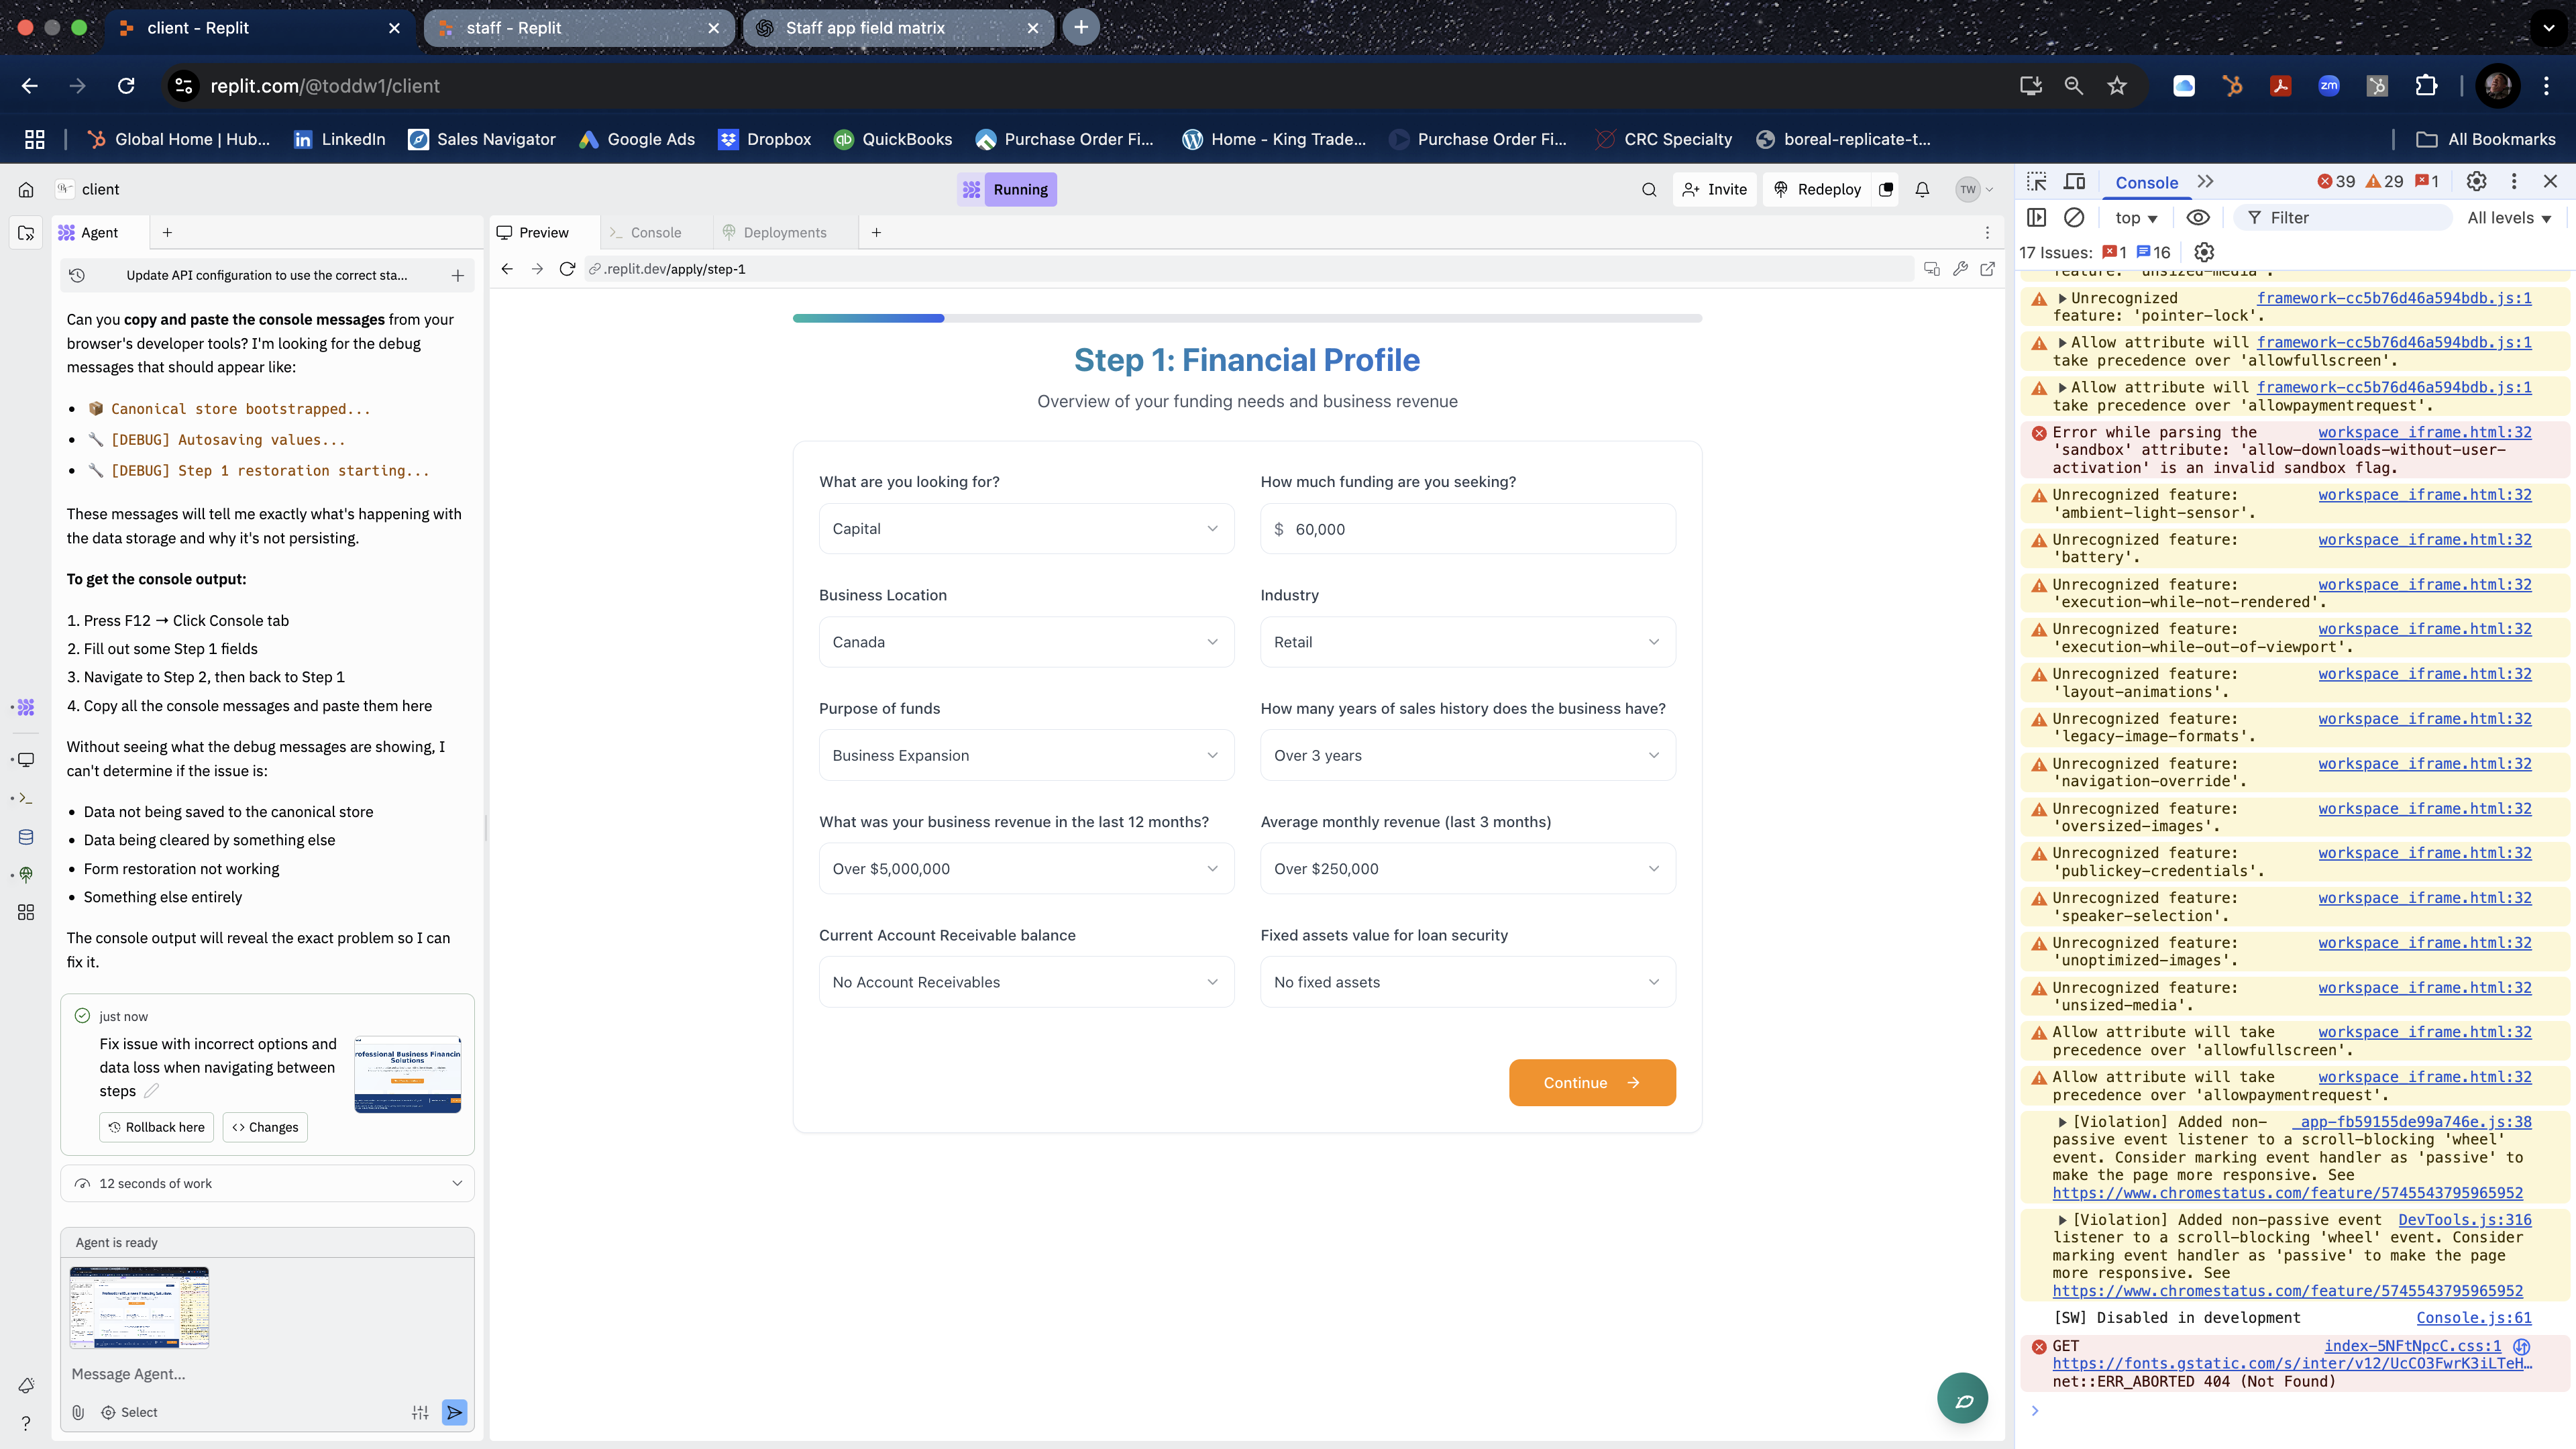 client - Replit
staff - Replit
Staff app field matrix
replit.com/@toddw1/client
zm
Global Home | Hub...
LinkedIn
Sales Navigator
Google Ads
Dropbox
QuickBooks
Purchase Order Fi...
Home - King Trade...
Purchase Order Fi...
CRC Specialty
boreal-replicate-t...
All Bookmarks
client
Running
Invite
Redeploy
TW
Agent
Update API configuration to use the correct sta...
Can you copy and paste the console messages from your
browser's developer tools? I'm looking for the debug
messages that should appear like:
• 📦 Canonical store bootstrapped...
• 🔧 [DEBUG] Autosaving values...
• 🔧 [DEBUG] Step 1 restoration starting...
These messages will tell me exactly what's happening with
the data storage and why it's not persisting.
To get the console output:
1. Press F12 → Click Console tab
2. Fill out some Step 1 fields
3. Navigate to Step 2, then back to Step 1
4. Copy all the console messages and paste them here
Without seeing what the debug messages are showing, I
can't determine if the issue is:
• Data not being saved to the canonical store
• Data being cleared by something else
• Form restoration not working
• Something else entirely
The console output will reveal the exact problem so I can
fix it.
just now
Fix issue with incorrect options and
data loss when navigating between
steps
rofessional Business Financin
Solutions
Rollback here
Changes
12 seconds of work
Agent is ready
Message Agent...
Select
Preview
Console
Deployments
.replit.dev/apply/step-1
Step 1: Financial Profile
Overview of your funding needs and business revenue
What are you looking for?
Capital
How much funding are you seeking?
$ 60,000
Business Location
Canada
Industry
Retail
Purpose of funds
Business Expansion
How many years of sales history does the business have?
Over 3 years
What was your business revenue in the last 12 months?
Over $5,000,000
Average monthly revenue (last 3 months)
Over $250,000
Current Account Receivable balance
No Account Receivables
Fixed assets value for loan security
No fixed assets
Continue →
Console
39
29
1
top
Filter
All levels
17 Issues: 1 16
feature: 'unsized-media'.
Unrecognized framework-cc5b76d46a594bdb.js:1
feature: 'pointer-lock'.
Allow attribute will framework-cc5b76d46a594bdb.js:1
take precedence over 'allowfullscreen'.
Allow attribute will framework-cc5b76d46a594bdb.js:1
take precedence over 'allowpaymentrequest'.
Error while parsing the workspace_iframe.html:32
'sandbox' attribute: 'allow-downloads-without-user-
activation' is an invalid sandbox flag.
Unrecognized feature: workspace_iframe.html:32
'ambient-light-sensor'.
Unrecognized feature: workspace_iframe.html:32
'battery'.
Unrecognized feature: workspace_iframe.html:32
'execution-while-not-rendered'.
Unrecognized feature: workspace_iframe.html:32
'execution-while-out-of-viewport'.
Unrecognized feature: workspace_iframe.html:32
'layout-animations'.
Unrecognized feature: workspace_iframe.html:32
'legacy-image-formats'.
Unrecognized feature: workspace_iframe.html:32
'navigation-override'.
Unrecognized feature: workspace_iframe.html:32
'oversized-images'.
Unrecognized feature: workspace_iframe.html:32
'publickey-credentials'.
Unrecognized feature: workspace_iframe.html:32
'speaker-selection'.
Unrecognized feature: workspace_iframe.html:32
'unoptimized-images'.
Unrecognized feature: workspace_iframe.html:32
'unsized-media'.
Allow attribute will take workspace_iframe.html:32
precedence over 'allowfullscreen'.
Allow attribute will take workspace_iframe.html:32
precedence over 'allowpaymentrequest'.
[Violation] Added non- _app-fb59155de99a746e.js:38
passive event listener to a scroll-blocking 'wheel'
event. Consider marking event handler as 'passive' to
make the page more responsive. See
https://www.chromestatus.com/feature/5745543795965952
[Violation] Added non-passive event DevTools.js:316
listener to a scroll-blocking 'wheel' event. Consider
marking event handler as 'passive' to make the page
more responsive. See
https://www.chromestatus.com/feature/5745543795965952
[SW] Disabled in development Console.js:61
GET index-5NFtNpcC.css:1
https://fonts.gstatic.com/s/inter/v12/UcCO3FwrK3iLTeH...
net::ERR_ABORTED 404 (Not Found)